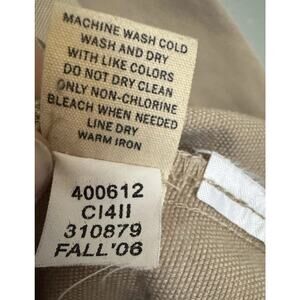 MACHINE WASH COLD
WASH AND DRY
WITH LIKE COLORS
DO NOT DRY CLEAN
ONLY NON-CHLORINE
BLEACH WHEN NEEDED
LINE DRY
WARM IRON
400612
CI4II
310879
FALL'06